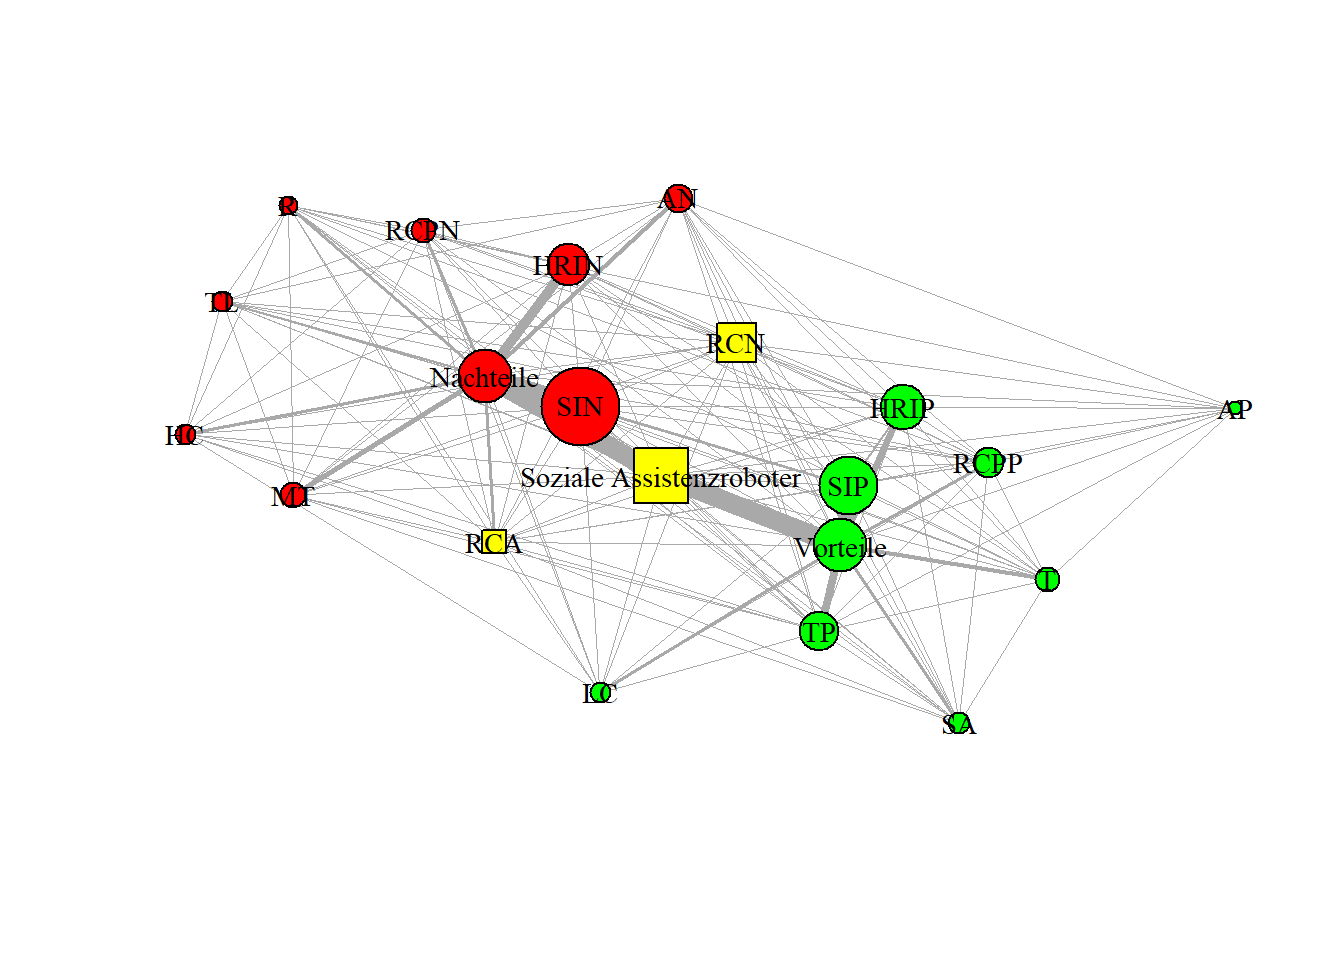 AN
R
RCPN
HRIN
TL
RCN
Nachteile
SIN
HRIP
AP
HC
RCPP
Soziale Assistenzroboter
SIP
MT
RCA
Vorteile
T
TP
LC
SA